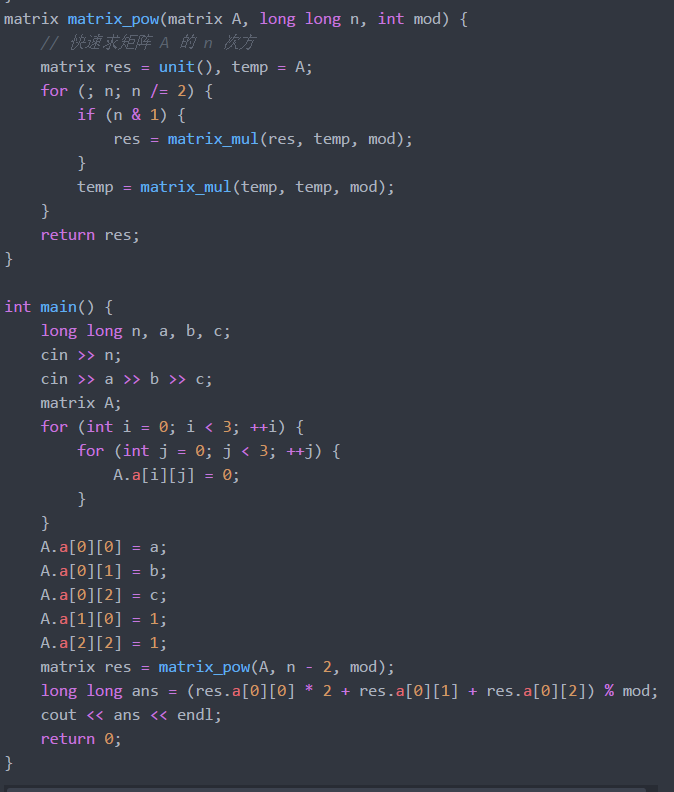 matrix matrix_pow(matrix A, long long n, int mod) {
    // 快速求矩阵 A 的 n 次方
    matrix res = unit(), temp = A;
    for (; n; n /= 2) {
        if (n & 1) {
            res = matrix_mul(res, temp, mod);
        }
        temp = matrix_mul(temp, temp, mod);
    }
    return res;
}

int main() {
    long long n, a, b, c;
    cin >> n;
    cin >> a >> b >> c;
    matrix A;
    for (int i = 0; i < 3; ++i) {
        for (int j = 0; j < 3; ++j) {
            A.a[i][j] = 0;
        }
    }
    A.a[0][0] = a;
    A.a[0][1] = b;
    A.a[0][2] = c;
    A.a[1][0] = 1;
    A.a[2][2] = 1;
    matrix res = matrix_pow(A, n - 2, mod);
    long long ans = (res.a[0][0] * 2 + res.a[0][1] + res.a[0][2]) % mod;
    cout << ans << endl;
    return 0;
}